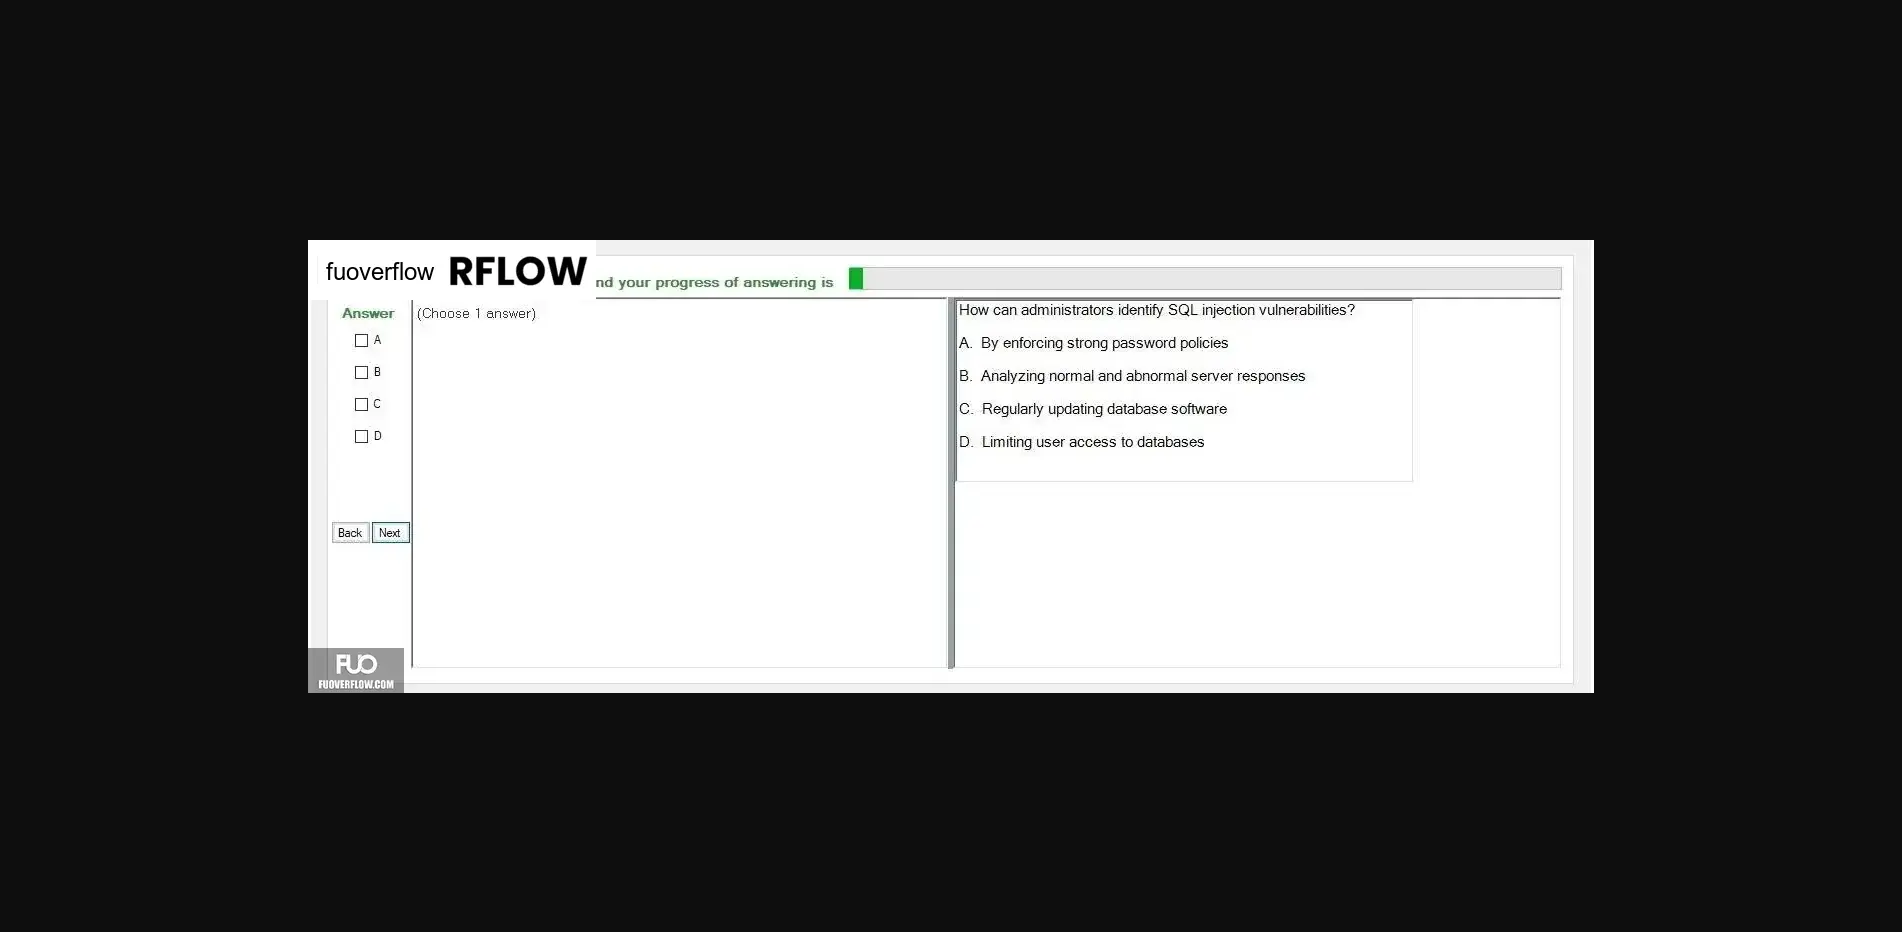 fuoverflow RFLOW
nd your progress of answering is
Answer
A
B
C
D
Back Next
(Choose 1 answer)
How can administrators identify SQL injection vulnerabilities?
A. By enforcing strong password policies
B. Analyzing normal and abnormal server responses
C. Regularly updating database software
D. Limiting user access to databases
FUO
FUOVERFLOW.COM